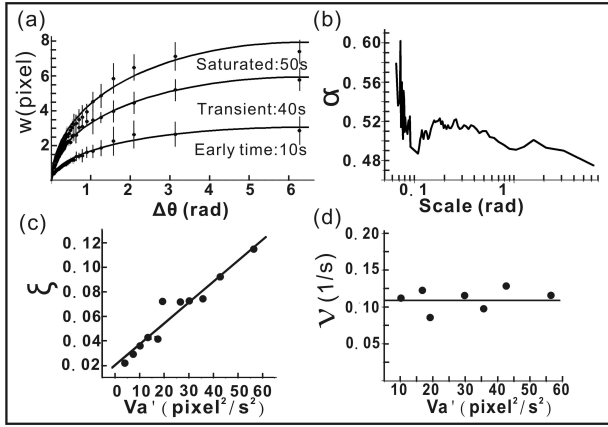 (a)
w(pixel)
8
6
4
2
Saturated:50s
Transient:40s
Early time:10s
1 2 3 4 5 6
Δθ (rad)
(b)
α
0.60
0.56
0.52
0.48
0.1 1
Scale (rad)
(c)
ξ
0.12
0.10
0.08
0.06
0.04
0.02
0 10 20 30 40 50 60
Va'(pixel²/s²)
(d)
ν(1/s)
0.20
0.15
0.10
0.05
10 20 30 40 50 60
Va'(pixel²/s²)